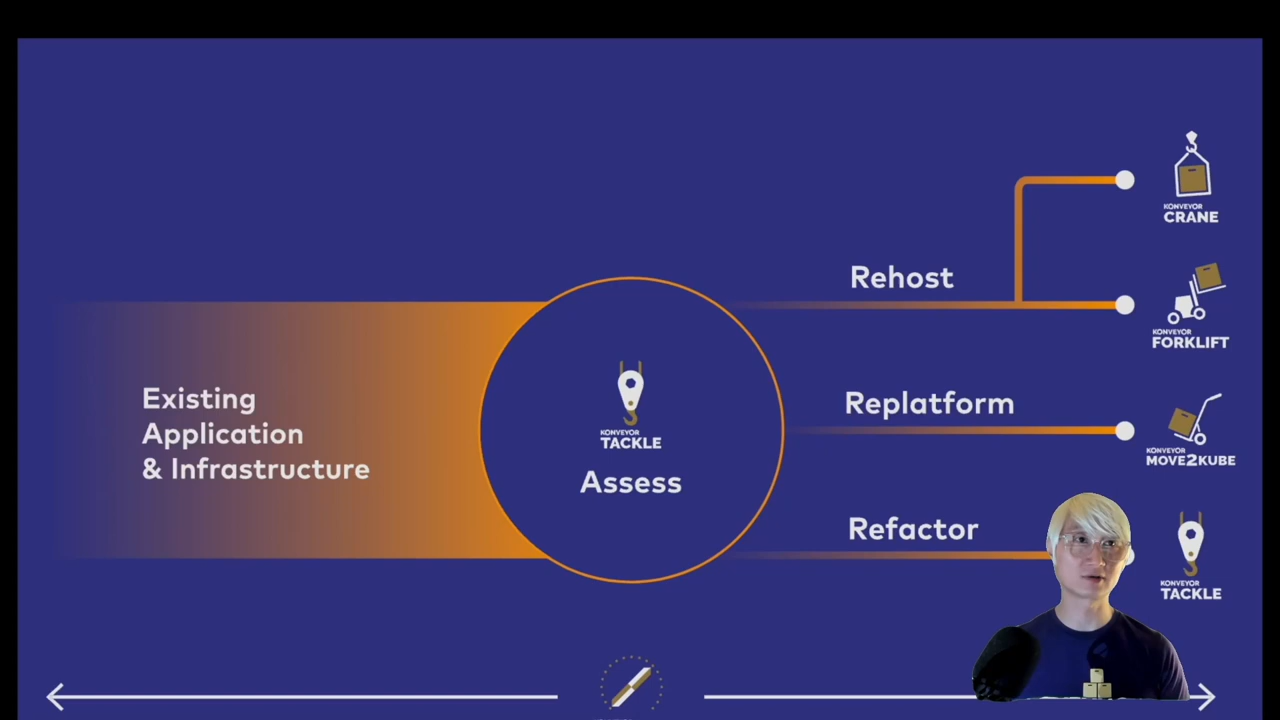 KONVEYOR
CRANE
Rehost
KONVEYOR
FORKLIFT
Existing
Application
& Infrastructure
KONVEYOR
TACKLE
Assess
Replatform
KONVEYOR
MOVE2KUBE
Refactor
KONVEYOR
TACKLE